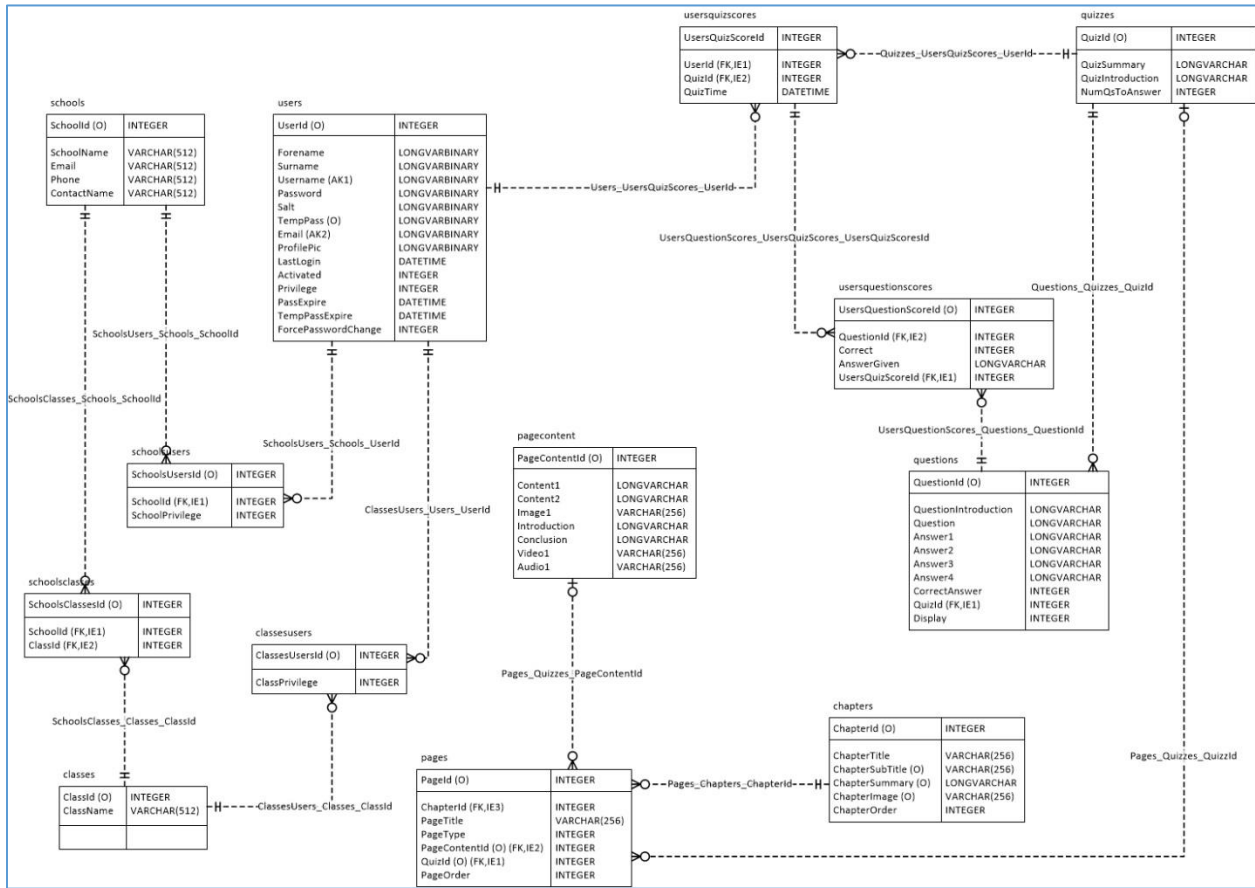 usersquizscores
UsersQuizScoreId INTEGER
UserId (FK,IE1) INTEGER
QuizId (FK,IE2) INTEGER
QuizTime DATETIME
quizzes
QuizId (O) INTEGER
QuizSummary LONGVARCHAR
QuizIntroduction LONGVARCHAR
NumQsToAnswer INTEGER
Quizzes_UsersQuizScores_UserId
schools
SchoolId (O) INTEGER
SchoolName VARCHAR(512)
Email VARCHAR(512)
Phone VARCHAR(512)
ContactName VARCHAR(512)
users
UserId (O) INTEGER
Forename LONGVARBINARY
Surname LONGVARBINARY
Username (AK1) LONGVARBINARY
Password LONGVARBINARY
Salt LONGVARBINARY
TempPass (O) LONGVARBINARY
Email (AK2) LONGVARBINARY
ProfilePic LONGVARBINARY
LastLogin DATETIME
Activated INTEGER
Privilege INTEGER
PassExpire DATETIME
TempPassExpire DATETIME
ForcePasswordChange INTEGER
Users_UsersQuizScores_UserId
UsersQuestionScores_UsersQuizScores_UsersQuizScoresId
Questions_Quizzes_QuizId
usersquestionscores
UsersQuestionScoreId (O) INTEGER
QuestionId (FK,IE2) INTEGER
Correct INTEGER
AnswerGiven LONGVARCHAR
UsersQuizScoreId (FK,IE1) INTEGER
SchoolsUsers_Schools_SchoolId
SchoolsClasses_Schools_SchoolId
SchoolsUsers_Schools_UserId
UsersQuestionScores_Questions_QuestionId
schoolsusers
SchoolsUsersId (O) INTEGER
SchoolId (FK,IE1) INTEGER
SchoolPrivilege INTEGER
ClassesUsers_Users_UserId
pagecontent
PageContentId (O) INTEGER
Content1 LONGVARCHAR
Content2 LONGVARCHAR
Image1 VARCHAR(256)
Introduction LONGVARCHAR
Conclusion LONGVARCHAR
Video1 VARCHAR(256)
Audio1 VARCHAR(256)
questions
QuestionId (O) INTEGER
QuestionIntroduction LONGVARCHAR
Question LONGVARCHAR
Answer1 LONGVARCHAR
Answer2 LONGVARCHAR
Answer3 LONGVARCHAR
Answer4 LONGVARCHAR
CorrectAnswer INTEGER
QuizId (FK,IE1) INTEGER
Display INTEGER
schoolsclasses
SchoolsClassesId (O) INTEGER
SchoolId (FK,IE1) INTEGER
ClassId (FK,IE2) INTEGER
classesusers
ClassesUsersId (O) INTEGER
ClassPrivilege INTEGER
Pages_Quizzes_PageContentId
SchoolsClasses_Classes_ClassId
chapters
ChapterId (O) INTEGER
ChapterTitle VARCHAR(256)
ChapterSubTitle (O) VARCHAR(256)
ChapterSummary (O) LONGVARCHAR
ChapterImage (O) VARCHAR(256)
ChapterOrder INTEGER
Pages_Quizzes_QuizzId
classes
ClassId (O) INTEGER
ClassName VARCHAR(512)
ClassesUsers_Classes_ClassId
pages
PageId (O) INTEGER
ChapterId (FK,IE3) INTEGER
PageTitle VARCHAR(256)
PageType INTEGER
PageContentId (O) (FK,IE2) INTEGER
QuizId (O) (FK,IE1) INTEGER
PageOrder INTEGER
Pages_Chapters_ChapterId